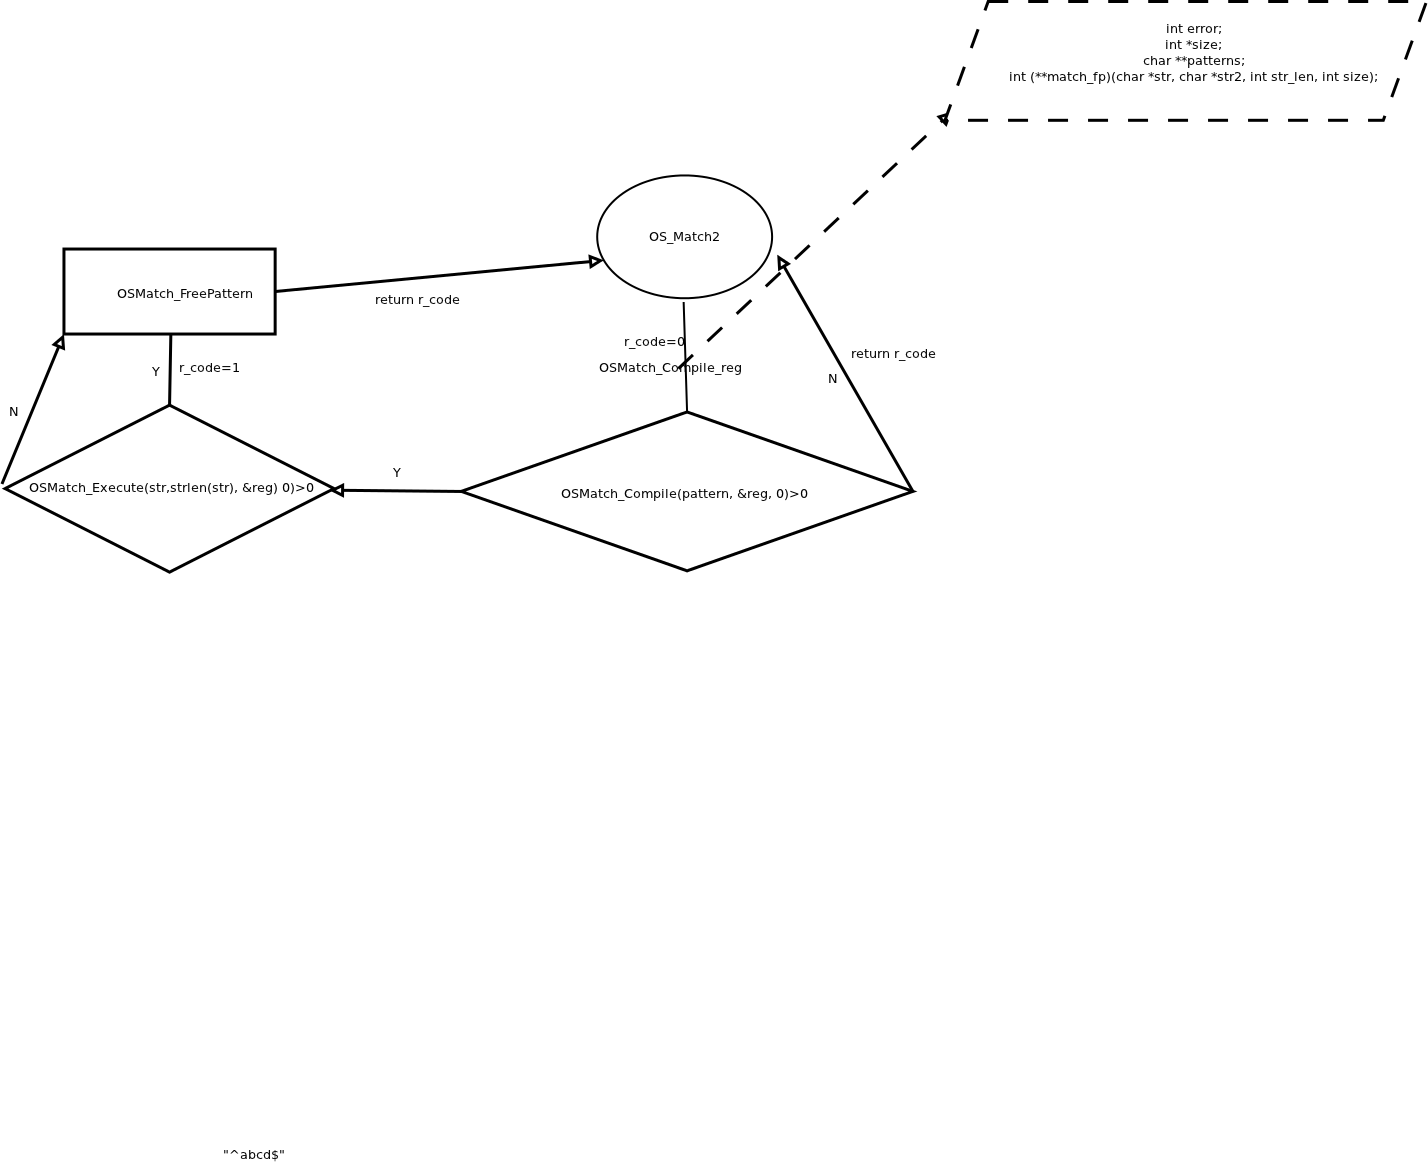 int error;
int *size;
char **patterns;
int (**match_fp)(char *str, char *str2, int str_len, int size);
OS_Match2
OSMatch_FreePattern
return r_code
r_code=0
return r_code
Y
r_code=1
OSMatch_Compile_reg
N
N
Y
OSMatch_Execute(str,strlen(str), &reg) 0)>0
OSMatch_Compile(pattern, &reg, 0)>0
"^abcd$"